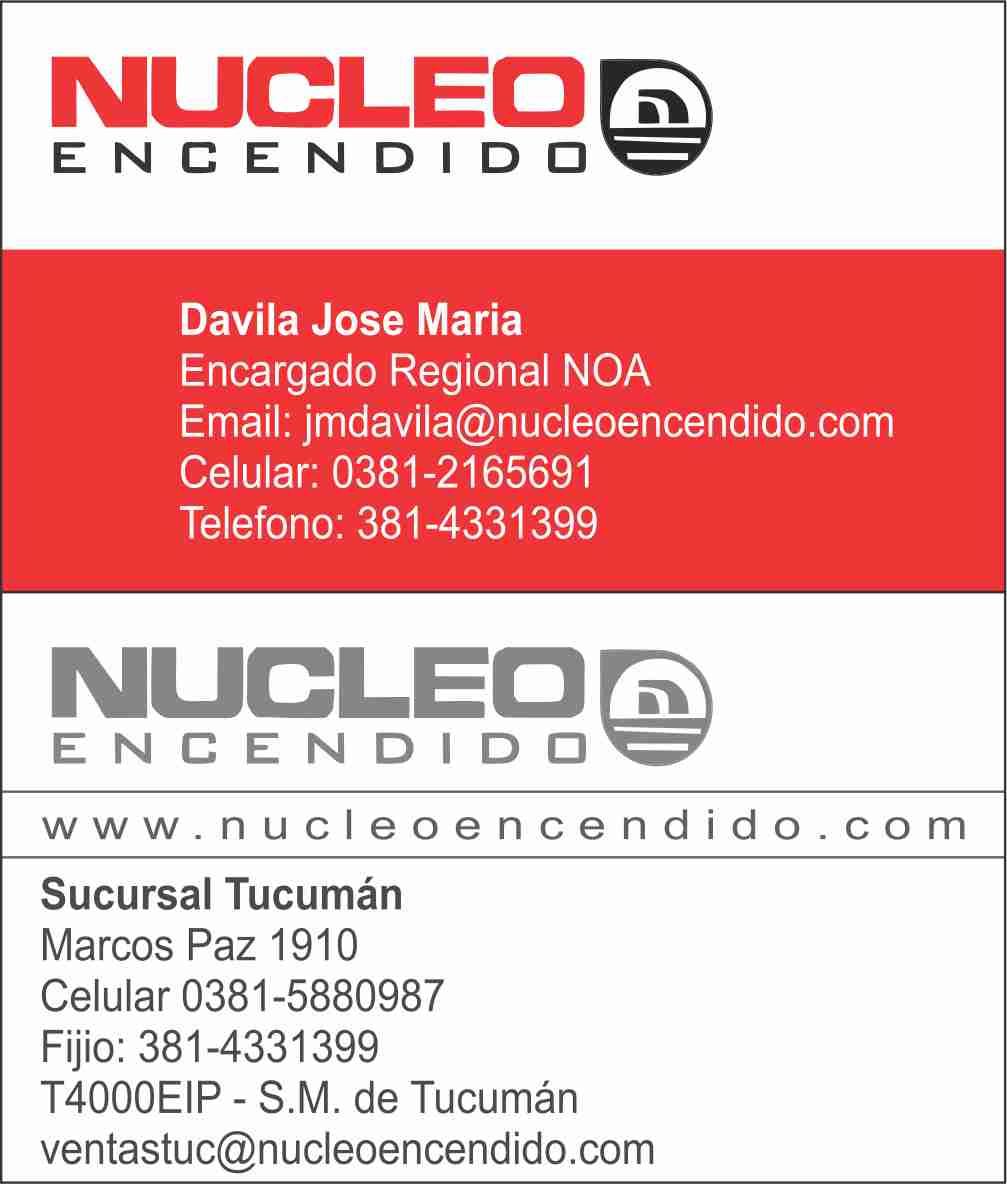 NUCLEO
ENCENDIDO
Davila Jose Maria
Encargado Regional NOA
Email: jmdavila@nucleoencendido.com
Celular: 0381-2165691
Telefono: 381-4331399
NUCLEO
ENCENDIDO
www.nucleoencendido.com
Sucursal Tucumán
Marcos Paz 1910
Celular 0381-5880987
Fijio: 381-4331399
T4000EIP - S.M. de Tucumán
ventastuc@nucleoencendido.com